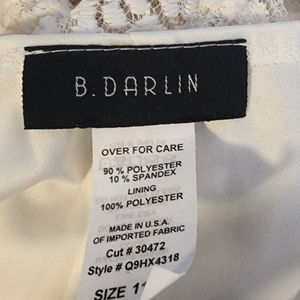 B. DARLIN
OVER FOR CARE
90% POLYESTER
10% SPANDEX
LINING
100% POLYESTER
MADE IN U.S.A.
OF IMPORTED FABRIC
Cut # 30472
Style # Q9HX4318
SIZE